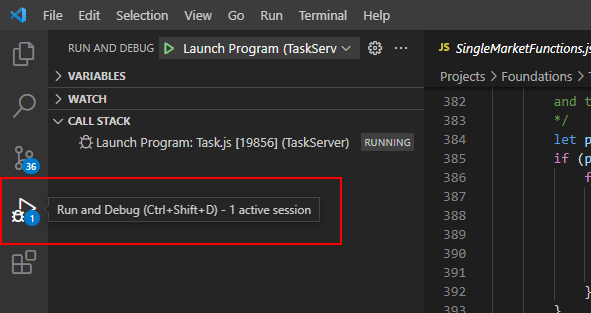 File Edit Selection View Go Run Terminal Help
RUN AND DEBUG Launch Program (TaskServ
VARIABLES
WATCH
CALL STACK
Launch Program: Task.js [19856] (TaskServer) RUNNING
36
1
Run and Debug (Ctrl+Shift+D) - 1 active session
JS SingleMarketFunctions.js
Projects > Foundations >
382 and t
383 */
384 let p
385 if (p
386 f
387
388
389
390
391
392 }
393 }